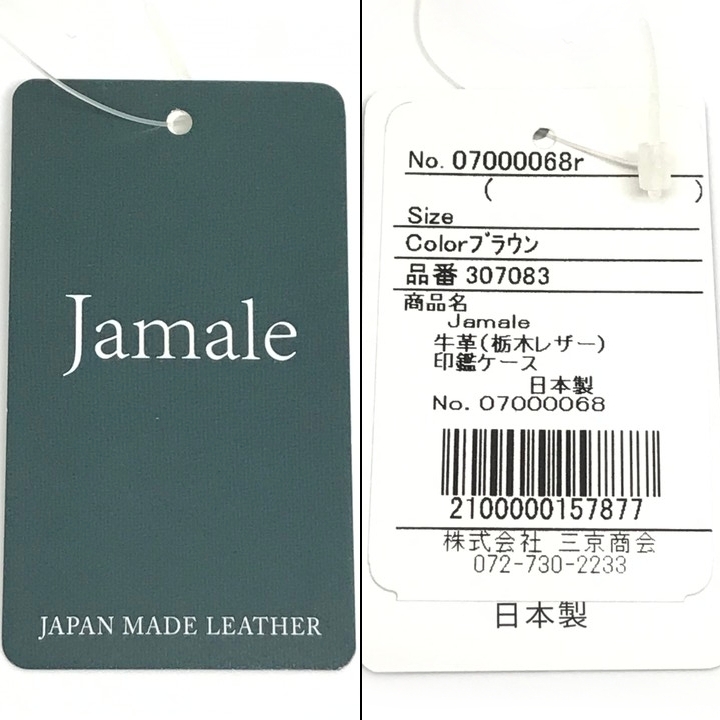 Jamale
JAPAN MADE LEATHER
No. 07000068r
(                    )
Size
Colorブラウン
品番 307083
商品名
Jamale
牛革(栃木レザー)
印鑑ケース
日本製
No. 07000068
2100000157877
株式会社 三京商会
072-730-2233
日本製